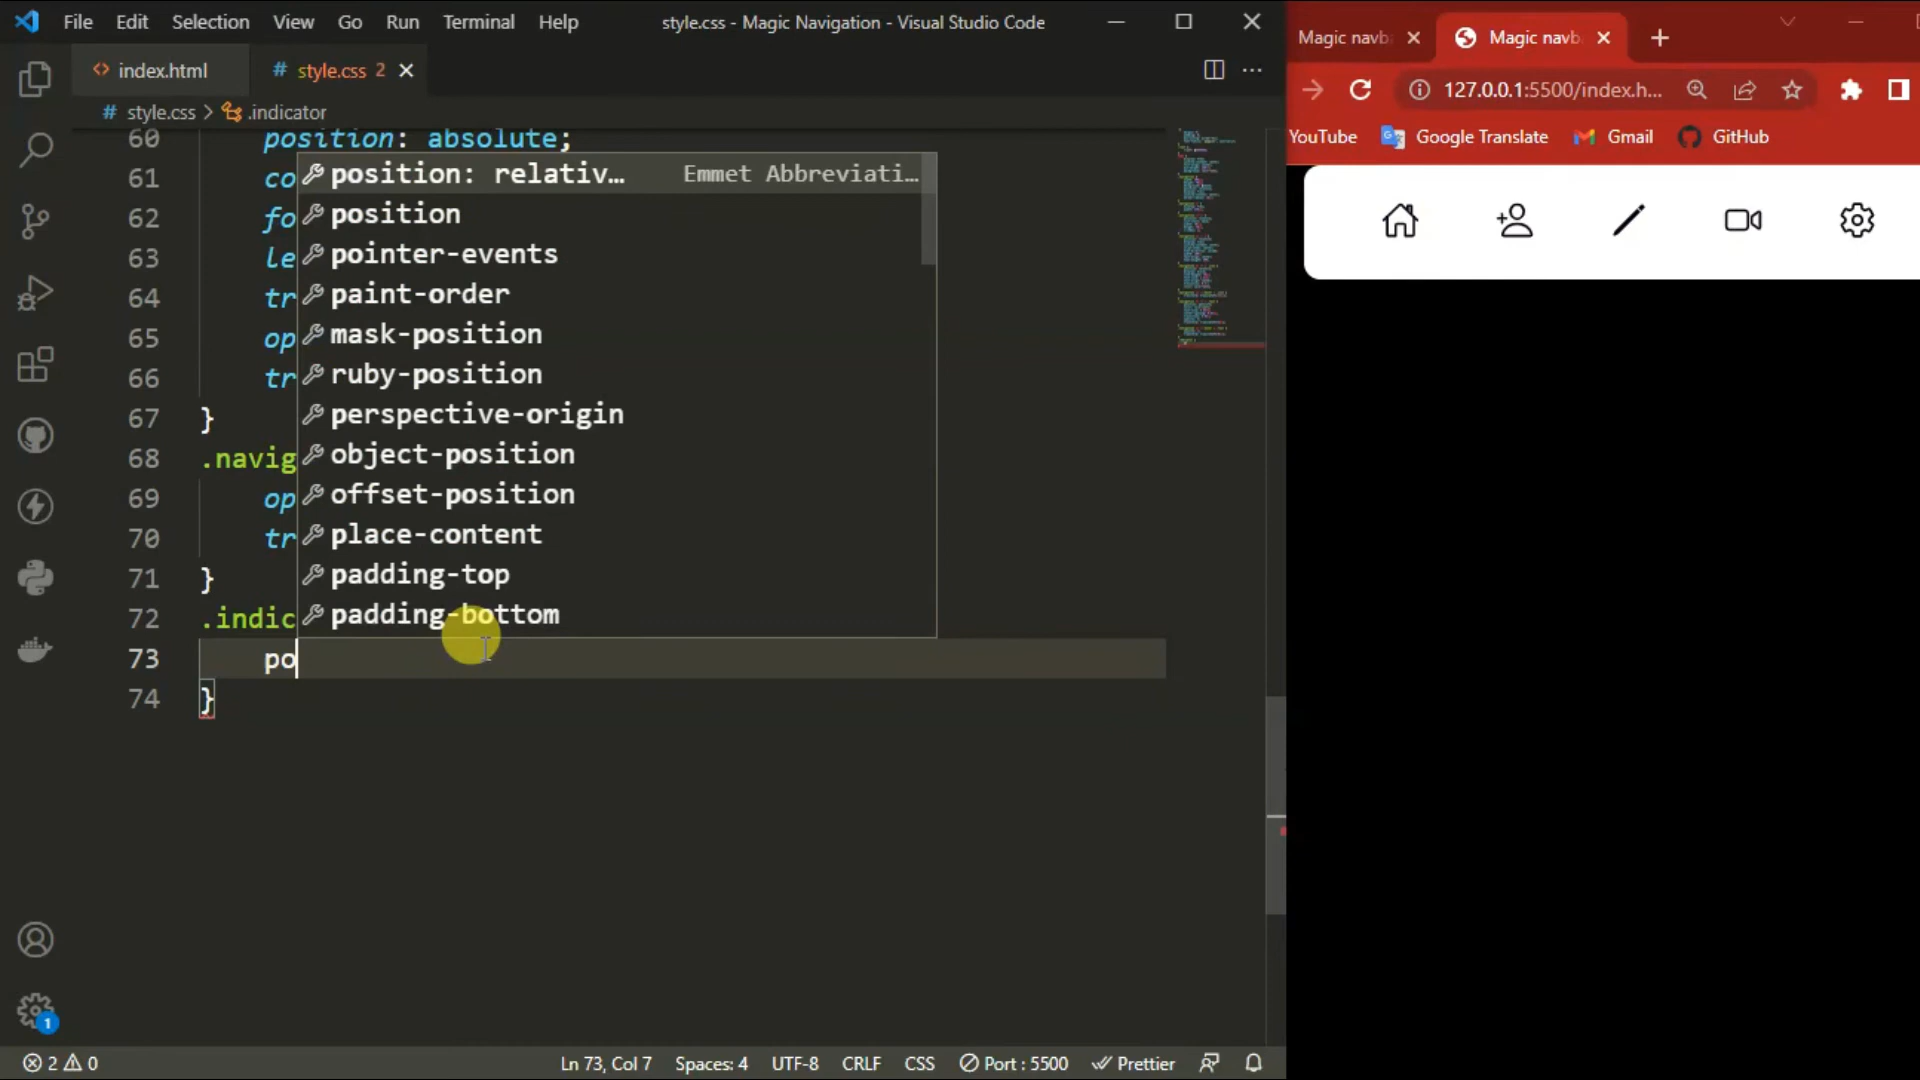 File Edit Selection View Go Run Terminal Help style.css - Magic Navigation - Visual Studio Code
index.html
# style.css 2
# style.css > .indicator
60 position: absolute;
61 co
62 fo
63 le
64 tr
65 op
66 tr
67 }
68 .navig
69 op
70 tr
71 }
72 .indic
73 po
74 }
position: relativ… Emmet Abbreviati…
position
pointer-events
paint-order
mask-position
ruby-position
perspective-origin
object-position
offset-position
place-content
padding-top
padding-bottom
1
2 0 Ln 73, Col 7 Spaces: 4 UTF-8 CRLF CSS Port : 5500 Prettier
Magic navb
Magic navb
127.0.0.1:5500/index.h...
YouTube Google Translate Gmail GitHub